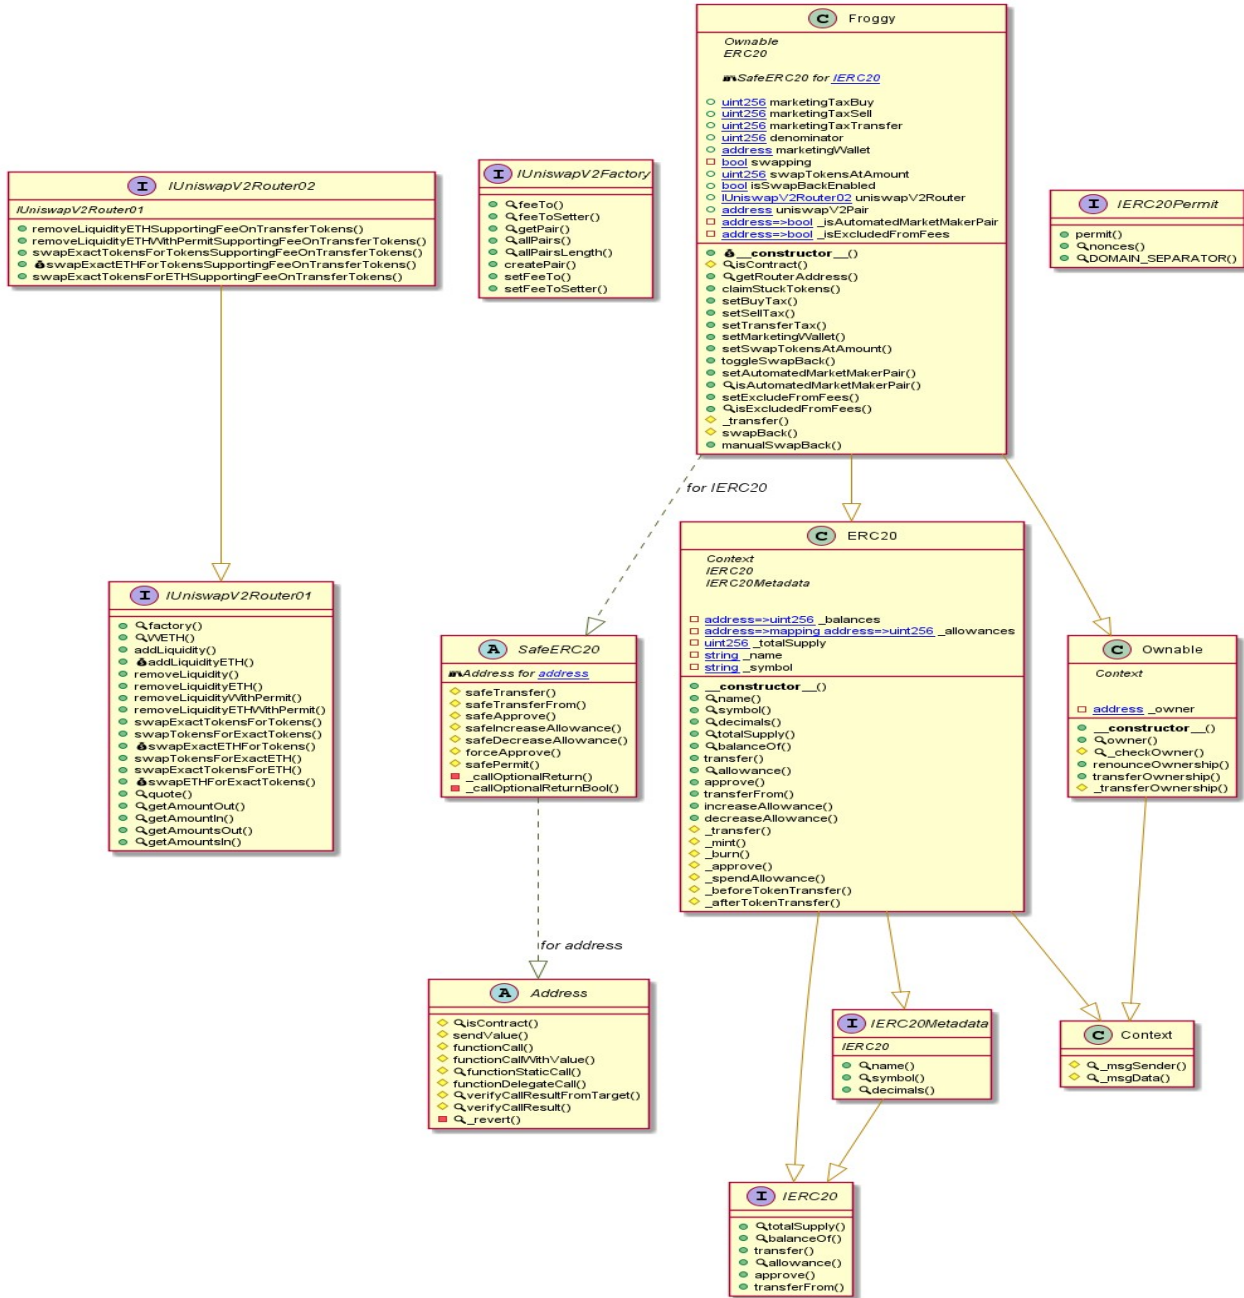 C Froggy
Ownable
ERC20
SafeERC20 for IERC20
uint256 marketingTaxBuy
uint256 marketingTaxSell
uint256 marketingTaxTransfer
uint256 denominator
address marketingWallet
bool swapping
uint256 swapTokensAtAmount
bool isSwapBackEnabled
IUniswapV2Router02 uniswapV2Router
address uniswapV2Pair
address=>bool _isAutomatedMarketMakerPair
address=>bool _isExcludedFromFees
__constructor__()
isContract()
getRouterAddress()
claimStuckTokens()
setBuyTax()
setSellTax()
setTransferTax()
setMarketingWallet()
setSwapTokensAtAmount()
toggleSwapBack()
setAutomatedMarketMakerPair()
isAutomatedMarketMakerPair()
setExcludeFromFees()
isExcludedFromFees()
_transfer()
swapBack()
manualSwapBack()
I IUniswapV2Router02
IUniswapV2Router01
removeLiquidityETHSupportingFeeOnTransferTokens()
removeLiquidityETHWithPermitSupportingFeeOnTransferTokens()
swapExactTokensForTokensSupportingFeeOnTransferTokens()
swapExactETHForTokensSupportingFeeOnTransferTokens()
swapExactTokensForETHSupportingFeeOnTransferTokens()
I IUniswapV2Factory
feeTo()
feeToSetter()
getPair()
allPairs()
allPairsLength()
createPair()
setFeeTo()
setFeeToSetter()
I IERC20Permit
permit()
nonces()
DOMAIN_SEPARATOR()
for IERC20
I IUniswapV2Router01
factory()
WETH()
addLiquidity()
addLiquidityETH()
removeLiquidity()
removeLiquidityETH()
removeLiquidityWithPermit()
removeLiquidityETHWithPermit()
swapExactTokensForTokens()
swapTokensForExactTokens()
swapExactETHForTokens()
swapTokensForExactETH()
swapExactTokensForETH()
swapETHForExactTokens()
quote()
getAmountOut()
getAmountIn()
getAmountsOut()
getAmountsIn()
A SafeERC20
Address for address
safeTransfer()
safeTransferFrom()
safeApprove()
safeIncreaseAllowance()
safeDecreaseAllowance()
forceApprove()
safePermit()
_callOptionalReturn()
_callOptionalReturnBool()
C ERC20
Context
IERC20
IERC20Metadata
address=>uint256 _balances
address=>mapping address=>uint256 _allowances
uint256 _totalSupply
string _name
string _symbol
__constructor__()
name()
symbol()
decimals()
totalSupply()
balanceOf()
transfer()
allowance()
approve()
transferFrom()
increaseAllowance()
decreaseAllowance()
_transfer()
_mint()
_burn()
_approve()
_spendAllowance()
_beforeTokenTransfer()
_afterTokenTransfer()
C Ownable
Context
address _owner
__constructor__()
owner()
_checkOwner()
renounceOwnership()
transferOwnership()
_transferOwnership()
for address
A Address
isContract()
sendValue()
functionCall()
functionCallWithValue()
functionStaticCall()
functionDelegateCall()
verifyCallResultFromTarget()
verifyCallResult()
_revert()
I IERC20Metadata
IERC20
name()
symbol()
decimals()
C Context
_msgSender()
_msgData()
I IERC20
totalSupply()
balanceOf()
transfer()
allowance()
approve()
transferFrom()